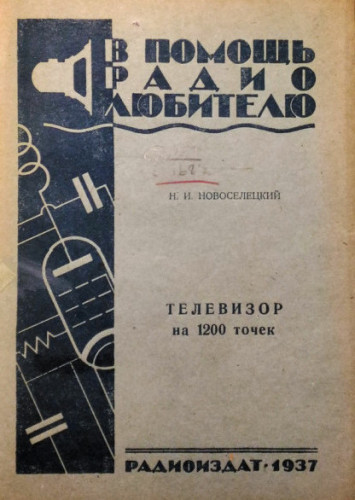 В ПОМОЩЬ
РАДИО
ЛЮБИТЕЛЮ
Н. И. НОВОСЕЛЕЦКИЙ
ТЕЛЕВИЗОР
на 1200 точек
РАДИОИЗДАТ · 1937